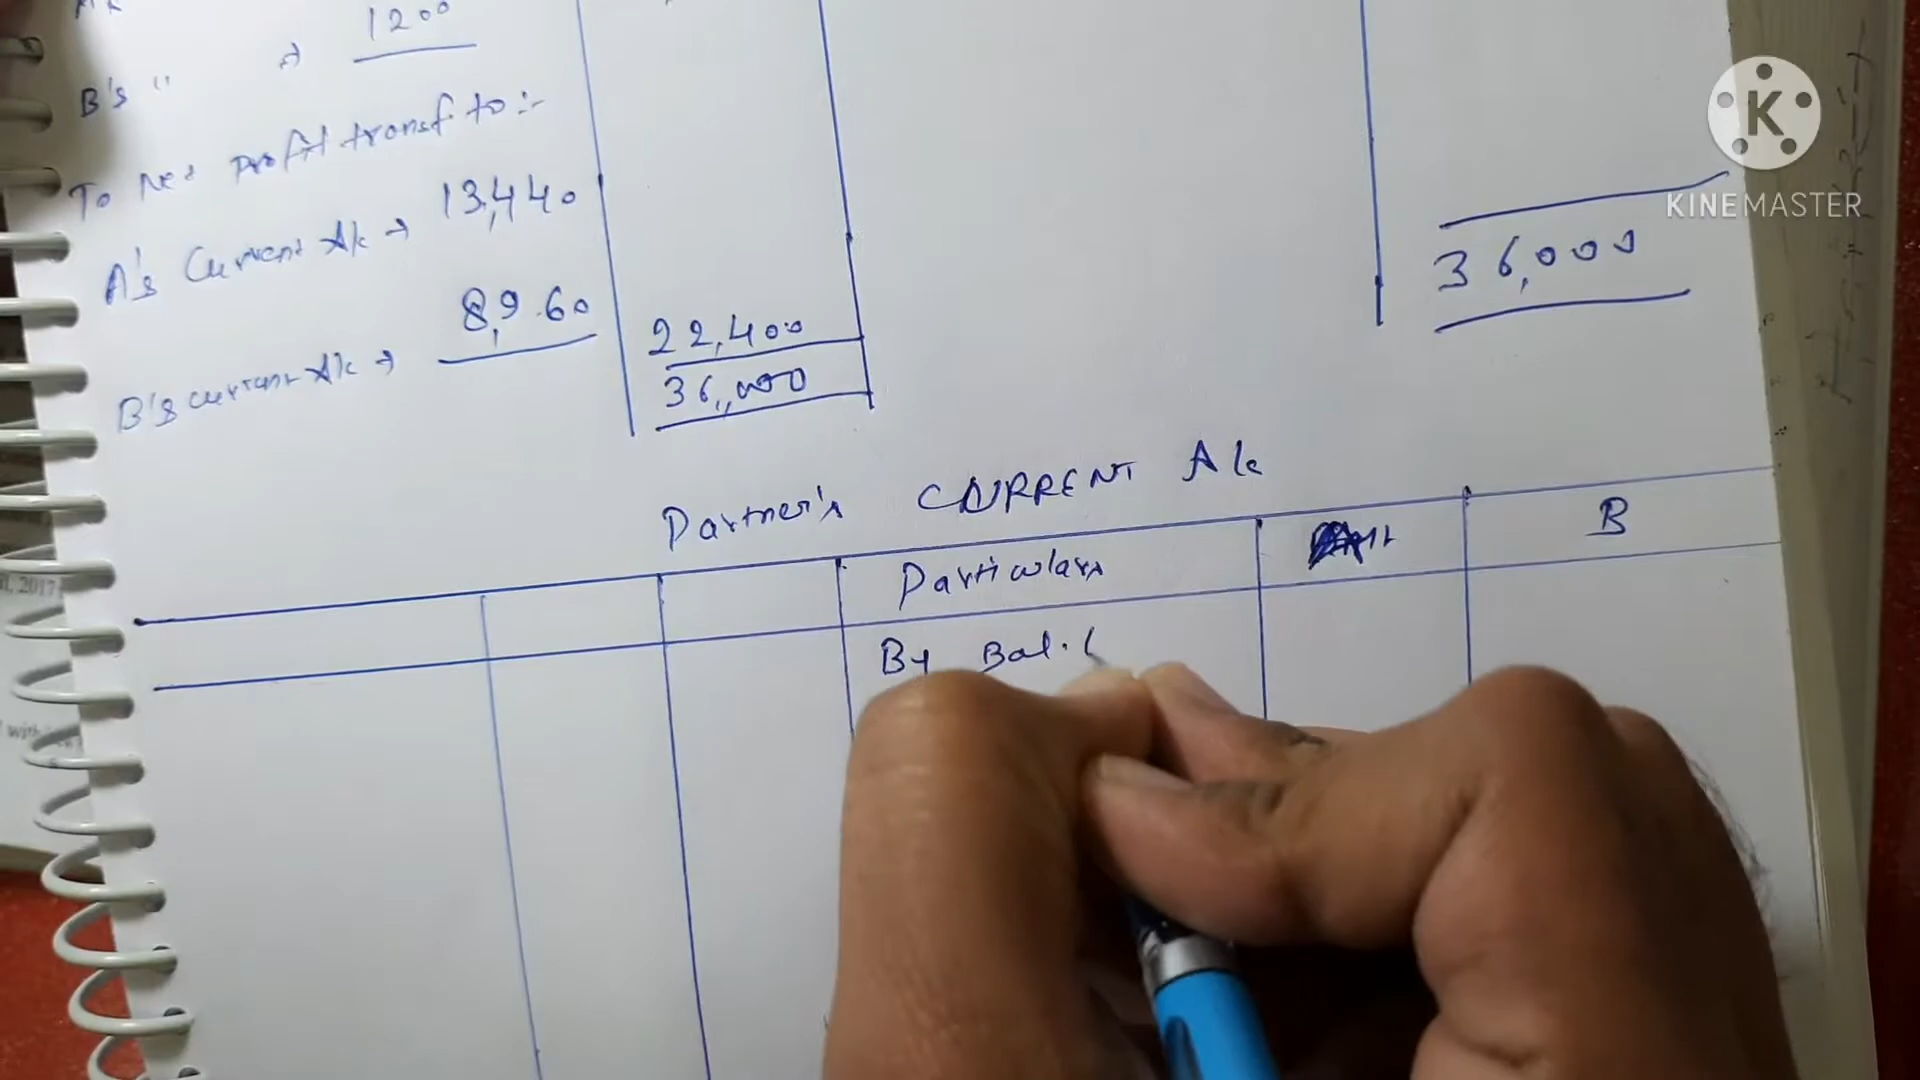 1200
B's " →
To Net profit transf. to :-
A's Current A/c → 13,440
B's current A/c → 8,960
22,400
36,000
36,000
K
KINEMASTER
Partner's CURRENT A/c
Particulars
B
By Bal. (
, 2017